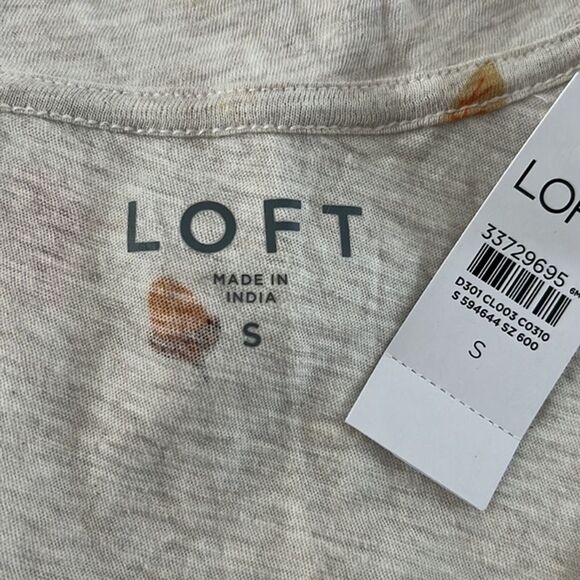 LOFT
MADE IN
INDIA
S
LOF
33729695
D301 CL003 C0310
S 594644 SZ 600
S